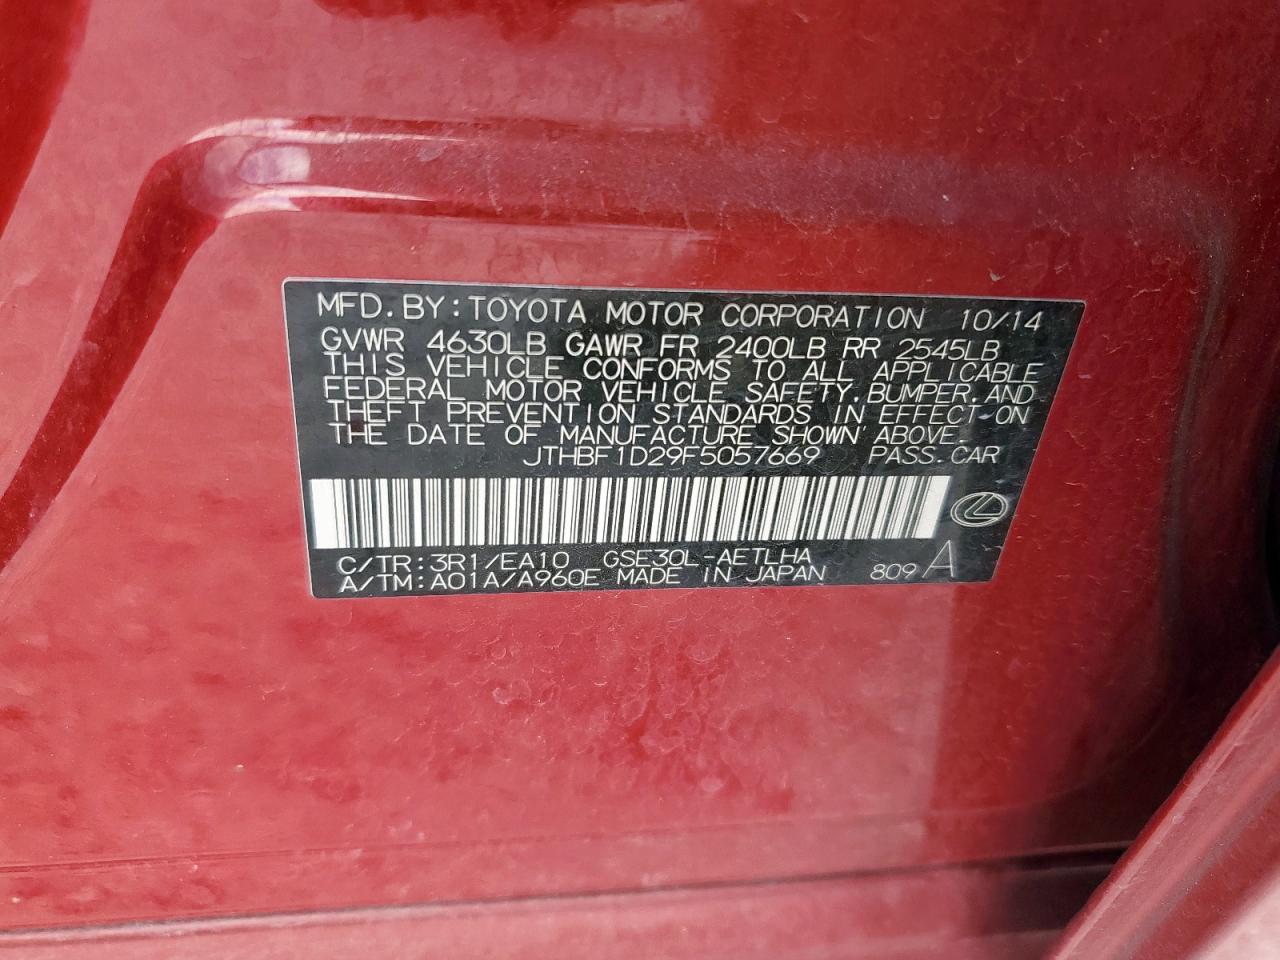 MFD. BY: TOYOTA MOTOR CORPORATION 10/14
GVWR 4630LB GAWR FR 2400LB RR 2545LB
THIS VEHICLE CONFORMS TO ALL APPLICABLE
FEDERAL MOTOR VEHICLE SAFETY, BUMPER, AND
THEFT PREVENTION STANDARDS IN EFFECT ON
THE DATE OF MANUFACTURE SHOWN ABOVE.
JTHBF1D29F5057669 PASS. CAR
C/TR: 3R1/EA10 GSE30L-AETLHA
A/TM: A01A/A960E MADE IN JAPAN 809 A